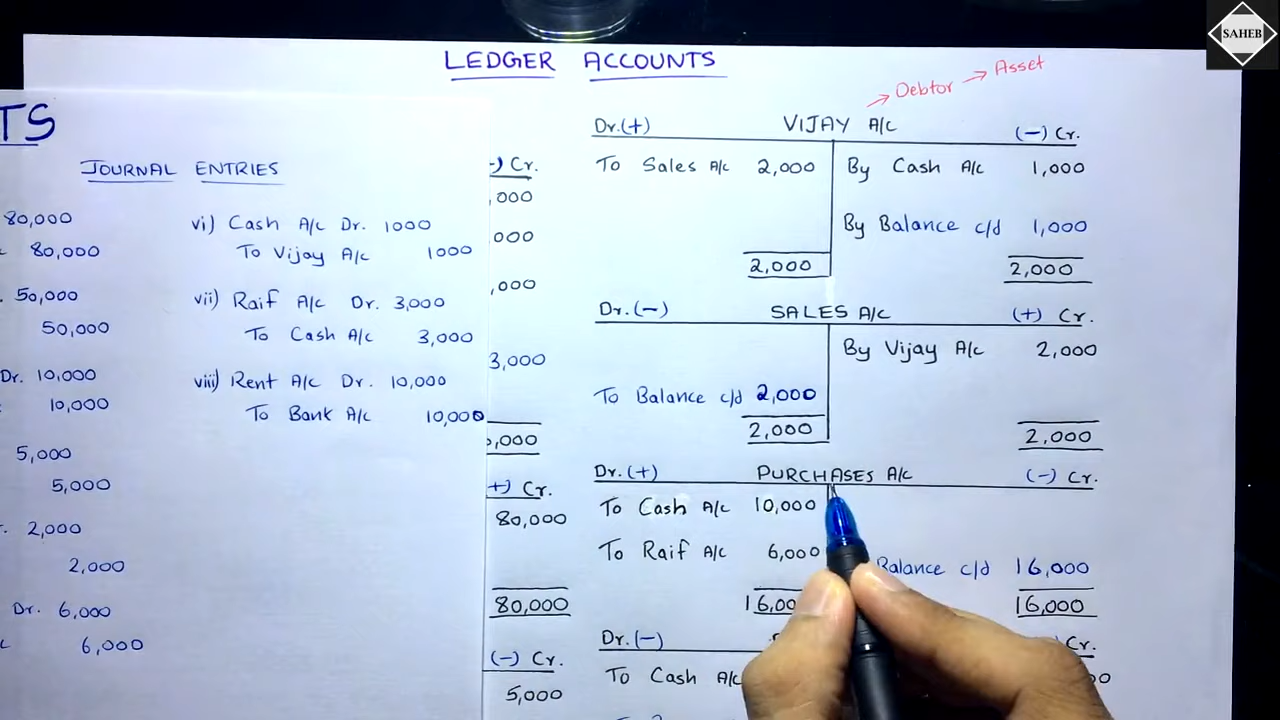 SAHEB
LEDGER ACCOUNTS
TS
JOURNAL ENTRIES
80,000
80,000
50,000
50,000
Dr. 10,000
10,000
5,000
5,000
2,000
2,000
Dr. 6,000
6,000
vi) Cash A/c Dr. 1000
To Vijay A/c 1000
vii) Raif A/c Dr. 3,000
To Cash A/c 3,000
viii) Rent A/c Dr. 10,000
To Bank A/c 10,000
-) Cr.
,000
000
,000
3,000
,000
+) Cr.
80,000
80,000
(-) Cr.
5,000
→ Debtor → Asset
Dr. (+) VIJAY A/c (-) Cr.
To Sales A/c 2,000 By Cash A/c 1,000
By Balance c/d 1,000
2,000 2,000
Dr. (-) SALES A/c (+) Cr.
By Vijay A/c 2,000
To Balance c/d 2,000
2,000 2,000
Dr. (+) PURCHASES A/c (-) Cr.
To Cash A/c 10,000
To Raif A/c 6,000
Balance c/d 16,000
16,00 16,000
Dr. (-) Cr.
To Cash A/c